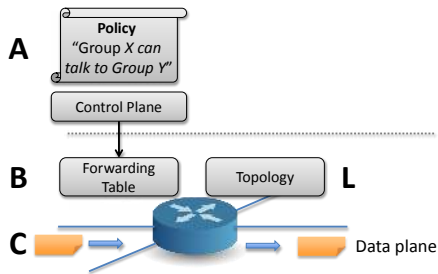 A
Policy
“Group X can
talk to Group Y”
Control Plane
B
Forwarding
Table
Topology
L
C
Data plane